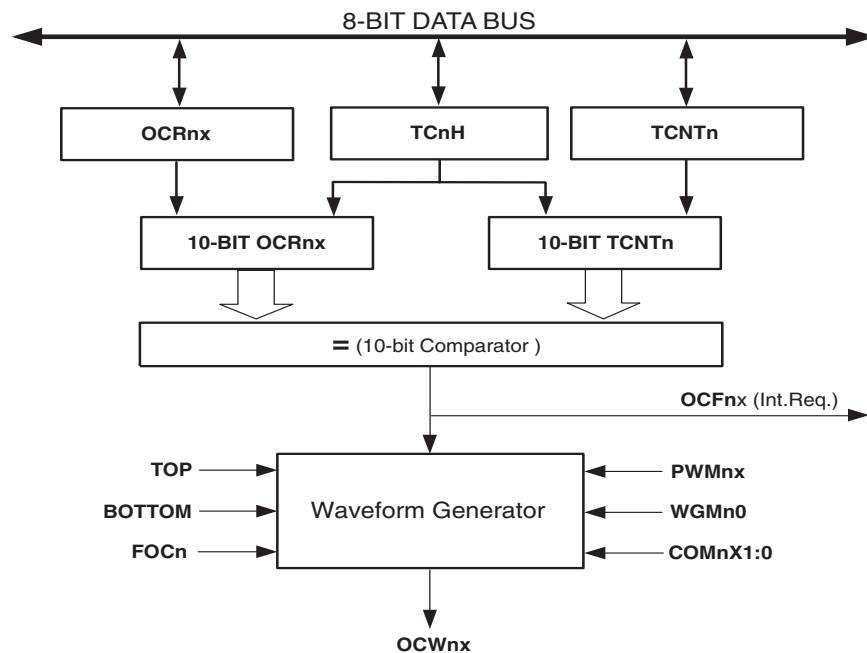 8-BIT DATA BUS
OCRnx
TCnH
TCNTn
10-BIT OCRnx
10-BIT TCNTn
= (10-bit Comparator )
OCFnx (Int.Req.)
TOP
PWMnx
BOTTOM
Waveform Generator
WGMn0
FOCn
COMnX1:0
OCWnx